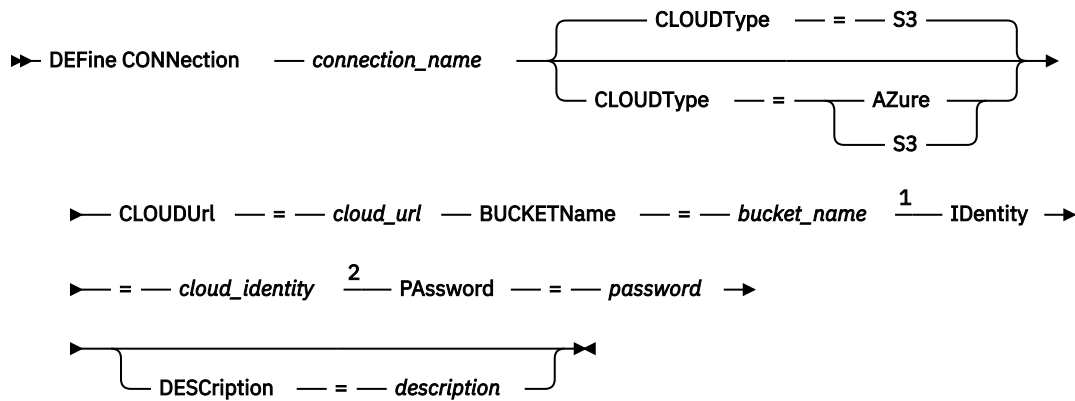 CLOUDType = S3
DEFine CONNection connection_name
CLOUDType = AZure
S3
CLOUDUrl = cloud_url BUCKETName = bucket_name 1 IDentity
= cloud_identity 2 PAssword = password
DESCription = description